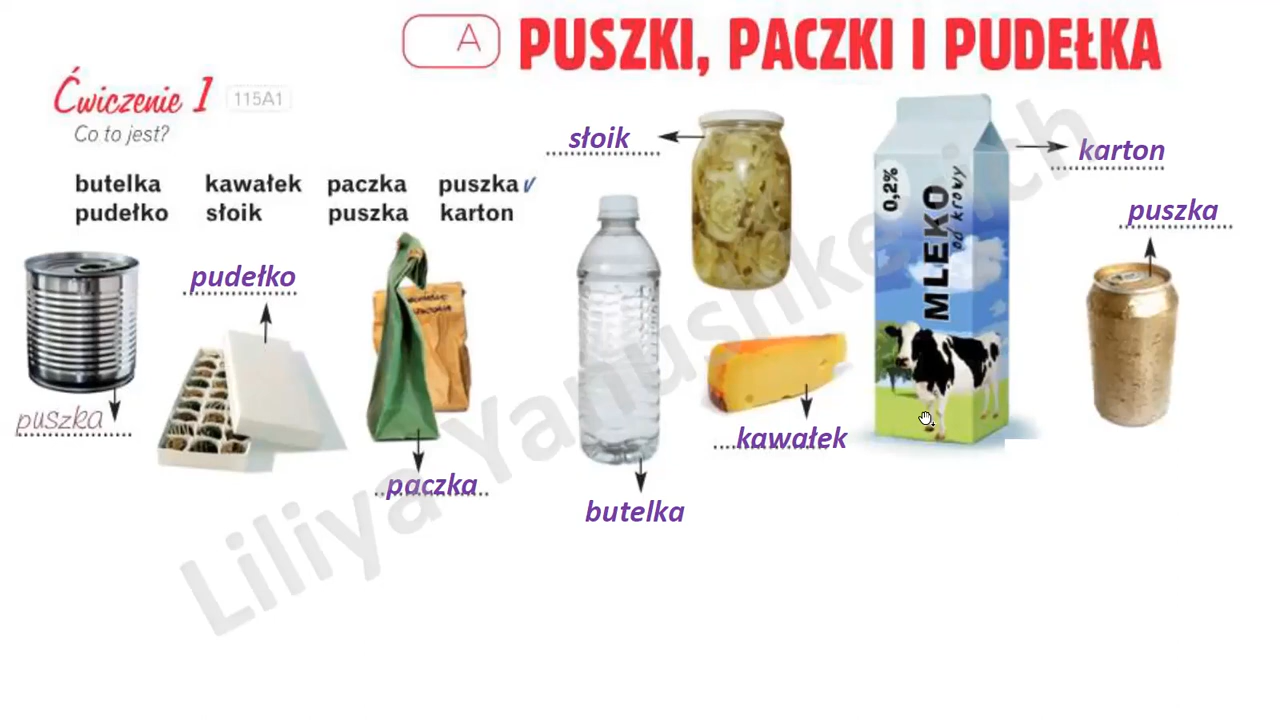 A
PUSZKI, PACZKI I PUDEŁKA
Ćwiczenie 1 115A1
Co to jest?
butelka kawałek paczka puszka
pudełko słoik puszka karton
słoik
karton
puszka
pudełko
puszka
paczka
butelka
kawałek
0,2%
MLEKO
od krowy
Liliya Yanushkevich